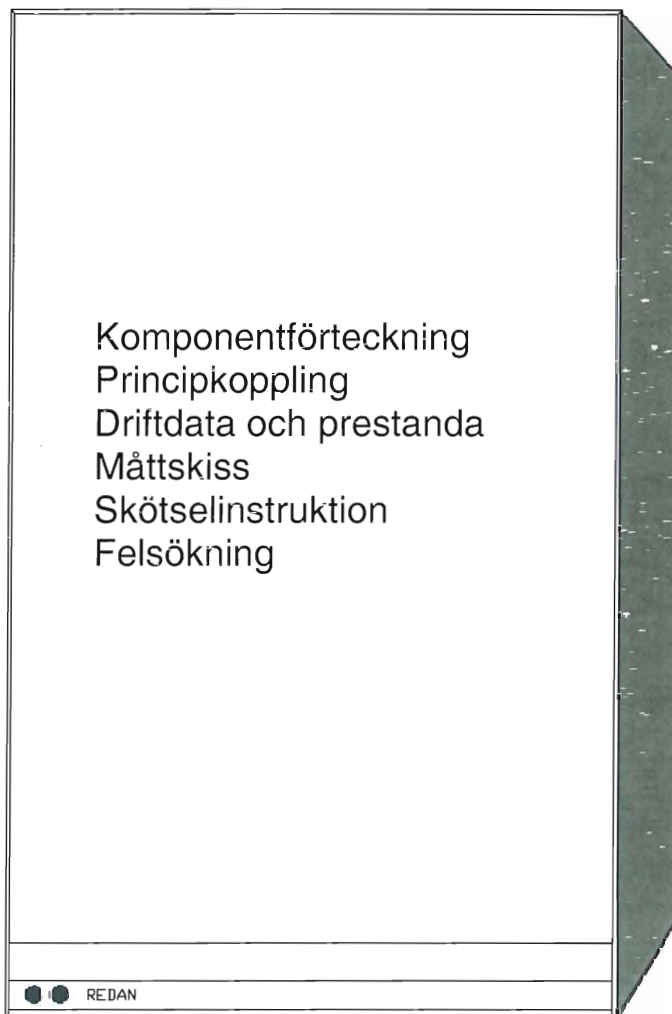 Komponentförteckning
Principkoppling
Driftdata och prestanda
Måttskiss
Skötselinstruktion
Felsökning
REDAN